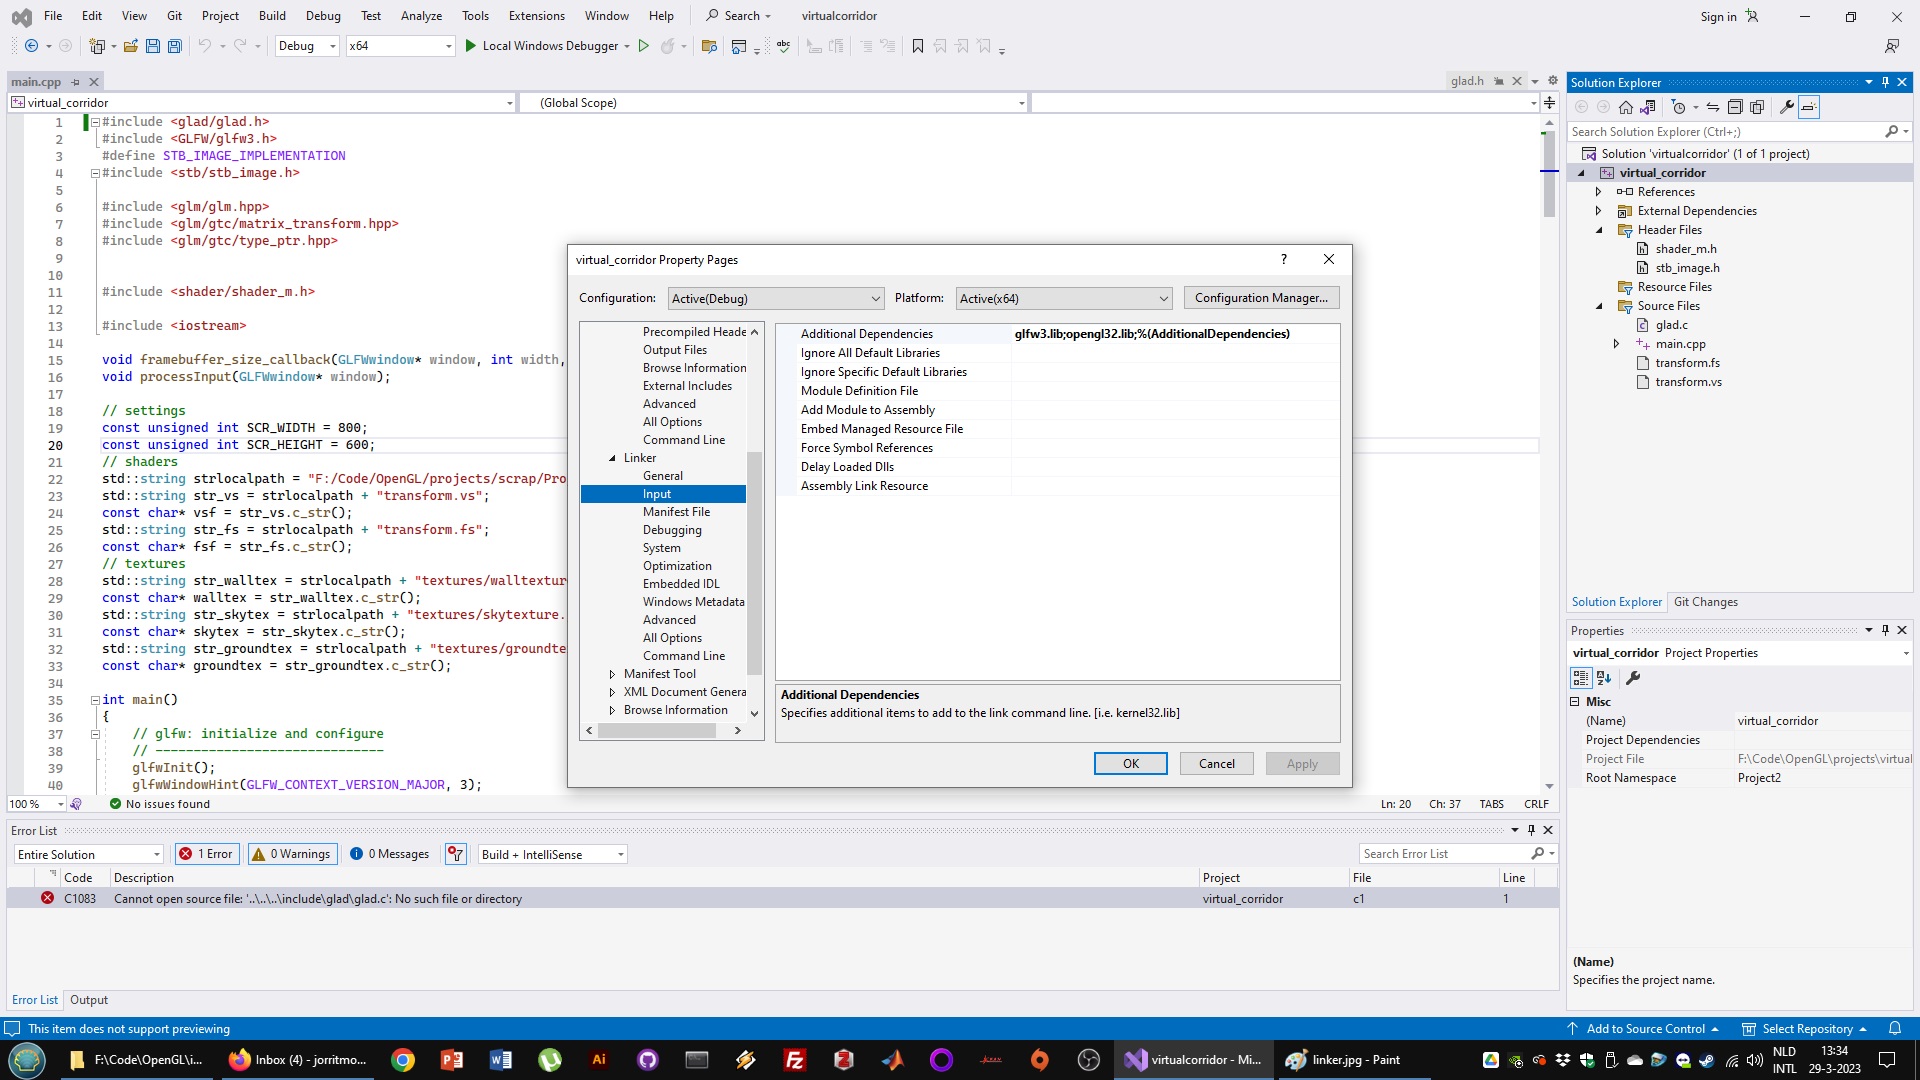 File Edit View Git Project Build Debug Test Analyze Tools Extensions Window Help Search virtualcorridor Sign in
Debug x64 Local Windows Debugger
main.cpp glad.h
virtual_corridor (Global Scope)
1 #include <glad/glad.h>
2 #include <GLFW/glfw3.h>
3 #define STB_IMAGE_IMPLEMENTATION
4 #include <stb/stb_image.h>
5
6 #include <glm/glm.hpp>
7 #include <glm/gtc/matrix_transform.hpp>
8 #include <glm/gtc/type_ptr.hpp>
9
10
11 #include <shader/shader_m.h>
12
13 #include <iostream>
14
15 void framebuffer_size_callback(GLFWwindow* window, int width,
16 void processInput(GLFWwindow* window);
17
18 // settings
19 const unsigned int SCR_WIDTH = 800;
20 const unsigned int SCR_HEIGHT = 600;
21 // shaders
22 std::string strlocalpath = "F:/Code/OpenGL/projects/scrap/Pro
23 std::string str_vs = strlocalpath + "transform.vs";
24 const char* vsf = str_vs.c_str();
25 std::string str_fs = strlocalpath + "transform.fs";
26 const char* fsf = str_fs.c_str();
27 // textures
28 std::string str_walltex = strlocalpath + "textures/walltextur
29 const char* walltex = str_walltex.c_str();
30 std::string str_skytex = strlocalpath + "textures/skytexture.
31 const char* skytex = str_skytex.c_str();
32 std::string str_groundtex = strlocalpath + "textures/groundte
33 const char* groundtex = str_groundtex.c_str();
34
35 int main()
36 {
37 // glfw: initialize and configure
38 // ------------------------------
39 glfwInit();
40 glfwWindowHint(GLFW_CONTEXT_VERSION_MAJOR, 3);
100 % No issues found Ln: 20 Ch: 37 TABS CRLF
virtual_corridor Property Pages ?
Configuration: Active(Debug) Platform: Active(x64) Configuration Manager...
Precompiled Heade
Output Files
Browse Information
External Includes
Advanced
All Options
Command Line
Linker
General
Input
Manifest File
Debugging
System
Optimization
Embedded IDL
Windows Metadata
Advanced
All Options
Command Line
Manifest Tool
XML Document Genera
Browse Information
Additional Dependencies glfw3.lib;opengl32.lib;%(AdditionalDependencies)
Ignore All Default Libraries
Ignore Specific Default Libraries
Module Definition File
Add Module to Assembly
Embed Managed Resource File
Force Symbol References
Delay Loaded Dlls
Assembly Link Resource
Additional Dependencies
Specifies additional items to add to the link command line. [i.e. kernel32.lib]
OK Cancel Apply
Solution Explorer
Search Solution Explorer (Ctrl+;)
Solution 'virtualcorridor' (1 of 1 project)
virtual_corridor
References
External Dependencies
Header Files
shader_m.h
stb_image.h
Resource Files
Source Files
glad.c
main.cpp
transform.fs
transform.vs
Solution Explorer Git Changes
Properties
virtual_corridor Project Properties
Misc
(Name) virtual_corridor
Project Dependencies
Project File F:\Code\OpenGL\projects\virtual
Root Namespace Project2
(Name)
Specifies the project name.
Error List
Entire Solution 1 Error 0 Warnings 0 Messages Build + IntelliSense Search Error List
Code Description Project File Line
C1083 Cannot open source file: '..\..\..\include\glad\glad.c': No such file or directory virtual_corridor c1 1
Error List Output
This item does not support previewing Add to Source Control Select Repository
F:\Code\OpenGL\i... Inbox (4) - jorritmo... virtualcorridor - Mi... linker.jpg - Paint NLD INTL 13:34 29-3-2023